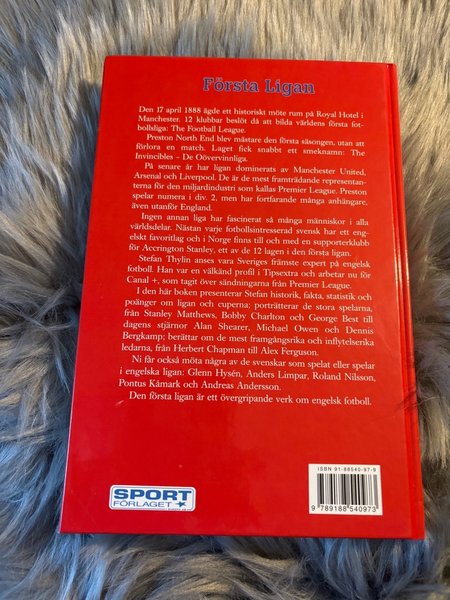 Första Ligan
Den 17 april 1888 ägde ett historiskt möte rum på Royal Hotel i
Manchester. 12 klubbar beslöt då att bilda världens första fot-
bollsliga: The Football League.
Preston North End blev mästare den första säsongen, utan att
förlora en match. Laget fick snabbt ett smeknamn: The
Invincibles - De Oövervinnliga.
På senare år har ligan dominerats av Manchester United,
Arsenal och Liverpool. De är de mest framträdande representan-
terna för den miljardindustri som kallas Premier League. Preston
spelar numera i div. 2, men har fortfarande många anhängare,
även utanför England.
Ingen annan liga har fascinerat så många människor i alla
världsdelar. Nästan varje fotbollsintresserad svensk har ett eng-
elskt favoritlag och i Norge finns till och med en supporterklubb
för Accrington Stanley, ett av de 12 lagen i den första ligan.
Stefan Thylin anses vara Sveriges främste expert på engelsk
fotboll. Han var en välkänd profil i Tipsextra och arbetar nu för
Canal +, som tagit över sändningarna från Premier League.
I den här boken presenterar Stefan historik, fakta, statistik och
poänger om ligan och cuperna; porträtterar de stora spelarna,
från Stanley Matthews, Bobby Charlton och George Best till
dagens stjärnor Alan Shearer, Michael Owen och Dennis
Bergkamp; berättar om de mest framgångsrika och inflytelserika
ledarna, från Herbert Chapman till Alex Ferguson.
Ni får också möta några av de svenskar som spelat eller spelar
i engelska ligan: Glenn Hysén, Anders Limpar, Roland Nilsson,
Pontus Kåmark och Andreas Andersson.
Den första ligan är ett övergripande verk om engelsk fotboll.
ISBN 91-88540-97-9
9 789188 540973
SPORT
FÖRLAGET